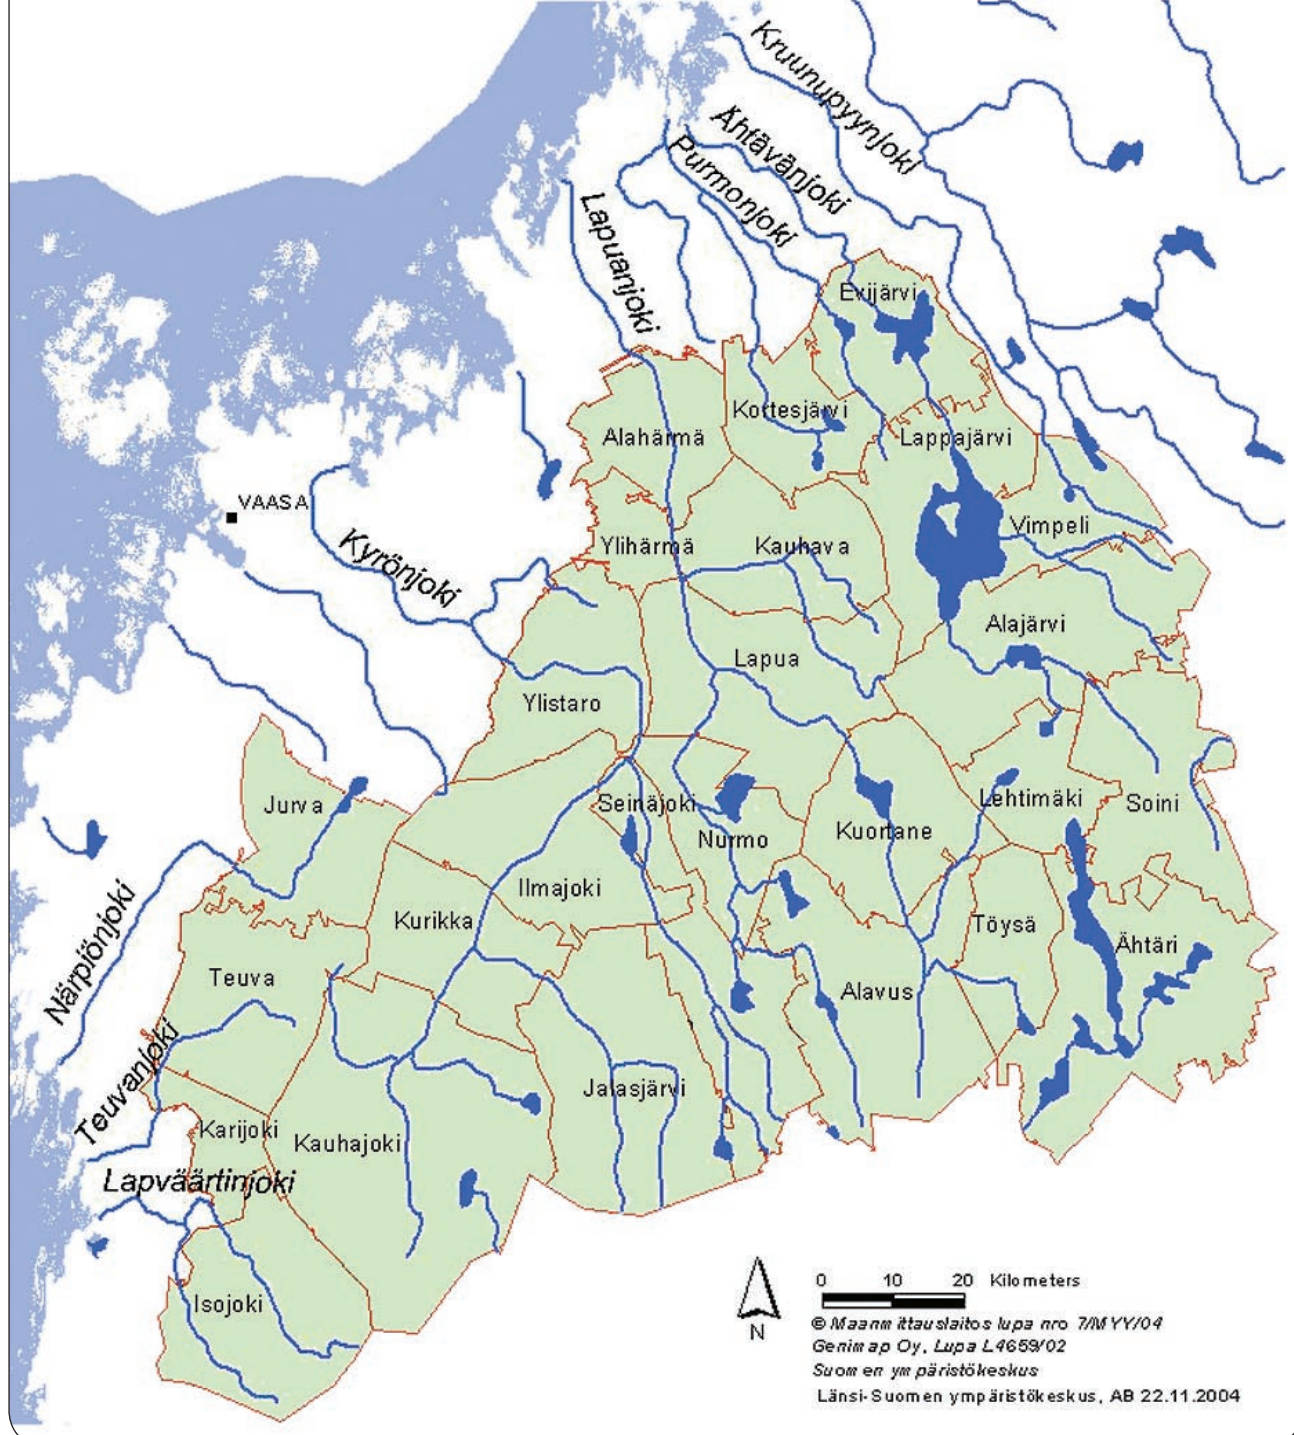 Kruunupyynjoki
Ähtävänjoki
Purmonjoki
Lapuanjoki
Evijärvi
Kortesjärvi
Alahärmä
Lappajärvi
VAASA
Vimpeli
Ylihärmä
Kauhava
Kyrönjoki
Alajärvi
Lapua
Ylistaro
Jurva
Seinäjoki
Lehtimäki
Soini
Nurmo
Kuortane
Ilmajoki
Kurikka
Töysä
Ähtäri
Närpiönjoki
Teuva
Alavus
Teuvanjoki
Jalasjärvi
Karijoki
Kauhajoki
Lapväärtinjoki
Isojoki
0 10 20 Kilometers
N
© Maanmittauslaitos lupa nro 7/MYY/04
Genimap Oy, Lupa L4659/02
Suomen ympäristökeskus
Länsi-Suomen ympäristökeskus, AB 22.11.2004